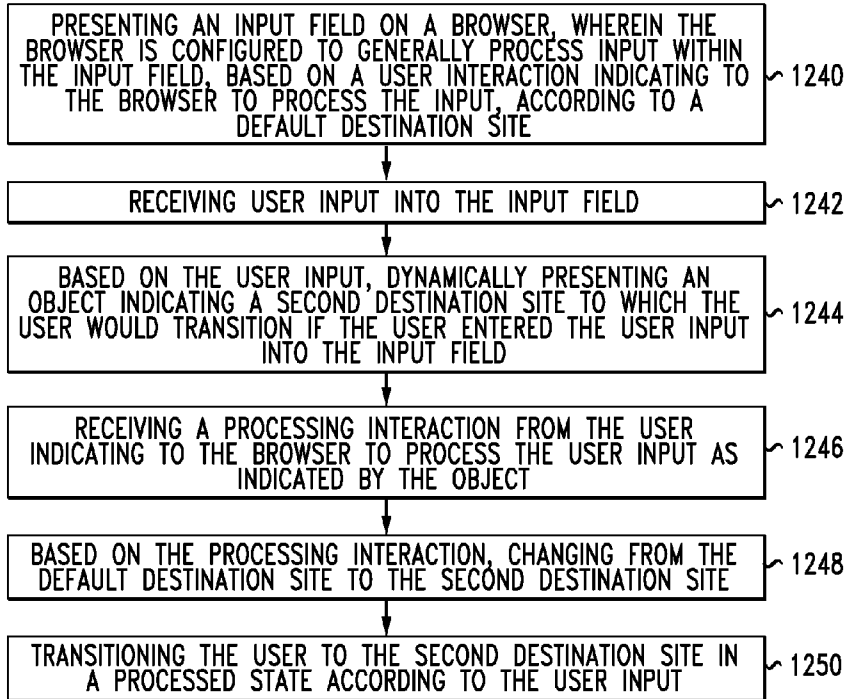 PRESENTING AN INPUT FIELD ON A BROWSER, WHEREIN THE
BROWSER IS CONFIGURED TO GENERALLY PROCESS INPUT WITHIN
THE INPUT FIELD, BASED ON A USER INTERACTION INDICATING TO
THE BROWSER TO PROCESS THE INPUT, ACCORDING TO A
DEFAULT DESTINATION SITE
1240
RECEIVING USER INPUT INTO THE INPUT FIELD
1242
BASED ON THE USER INPUT, DYNAMICALLY PRESENTING AN
OBJECT INDICATING A SECOND DESTINATION SITE TO WHICH THE
USER WOULD TRANSITION IF THE USER ENTERED THE USER INPUT
INTO THE INPUT FIELD
1244
RECEIVING A PROCESSING INTERACTION FROM THE USER
INDICATING TO THE BROWSER TO PROCESS THE USER INPUT AS
INDICATED BY THE OBJECT
1246
BASED ON THE PROCESSING INTERACTION, CHANGING FROM THE
DEFAULT DESTINATION SITE TO THE SECOND DESTINATION SITE
1248
TRANSITIONING THE USER TO THE SECOND DESTINATION SITE IN
A PROCESSED STATE ACCORDING TO THE USER INPUT
1250